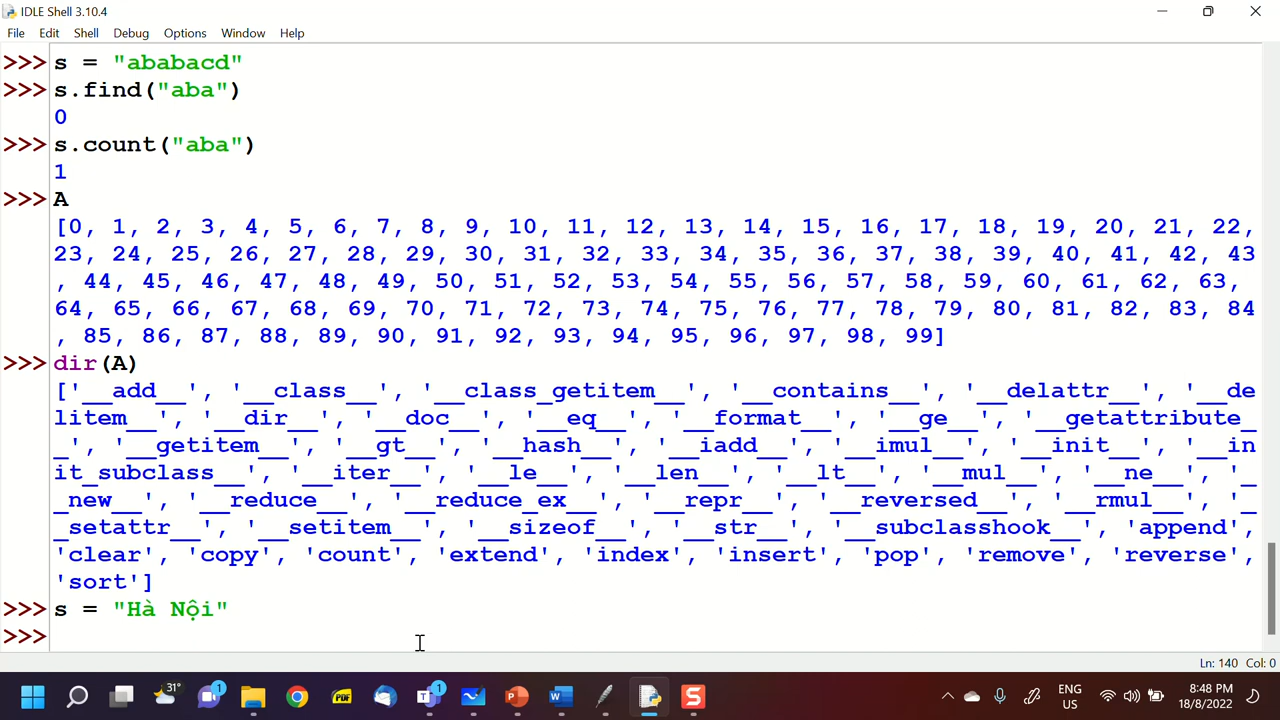 IDLE Shell 3.10.4
File Edit Shell Debug Options Window Help
>>> s = "ababacd"
>>> s.find("aba")
0
>>> s.count("aba")
1
>>> A
[0, 1, 2, 3, 4, 5, 6, 7, 8, 9, 10, 11, 12, 13, 14, 15, 16, 17, 18, 19, 20, 21, 22,
23, 24, 25, 26, 27, 28, 29, 30, 31, 32, 33, 34, 35, 36, 37, 38, 39, 40, 41, 42, 43
, 44, 45, 46, 47, 48, 49, 50, 51, 52, 53, 54, 55, 56, 57, 58, 59, 60, 61, 62, 63,
64, 65, 66, 67, 68, 69, 70, 71, 72, 73, 74, 75, 76, 77, 78, 79, 80, 81, 82, 83, 84
, 85, 86, 87, 88, 89, 90, 91, 92, 93, 94, 95, 96, 97, 98, 99]
>>> dir(A)
['__add__', '__class__', '__class_getitem__', '__contains__', '__delattr__', '__de
litem__', '__dir__', '__doc__', '__eq__', '__format__', '__ge__', '__getattribute_
_', '__getitem__', '__gt__', '__hash__', '__iadd__', '__imul__', '__init__', '__in
it_subclass__', '__iter__', '__le__', '__len__', '__lt__', '__mul__', '__ne__', '_
_new__', '__reduce__', '__reduce_ex__', '__repr__', '__reversed__', '__rmul__', '_
_setattr__', '__setitem__', '__sizeof__', '__str__', '__subclasshook__', 'append',
'clear', 'copy', 'count', 'extend', 'index', 'insert', 'pop', 'remove', 'reverse',
'sort']
>>> s = "Hà Nội"
>>>
Ln: 140 Col: 0
31° 1 PDF 1 ENG 8:48 PM
US 18/8/2022